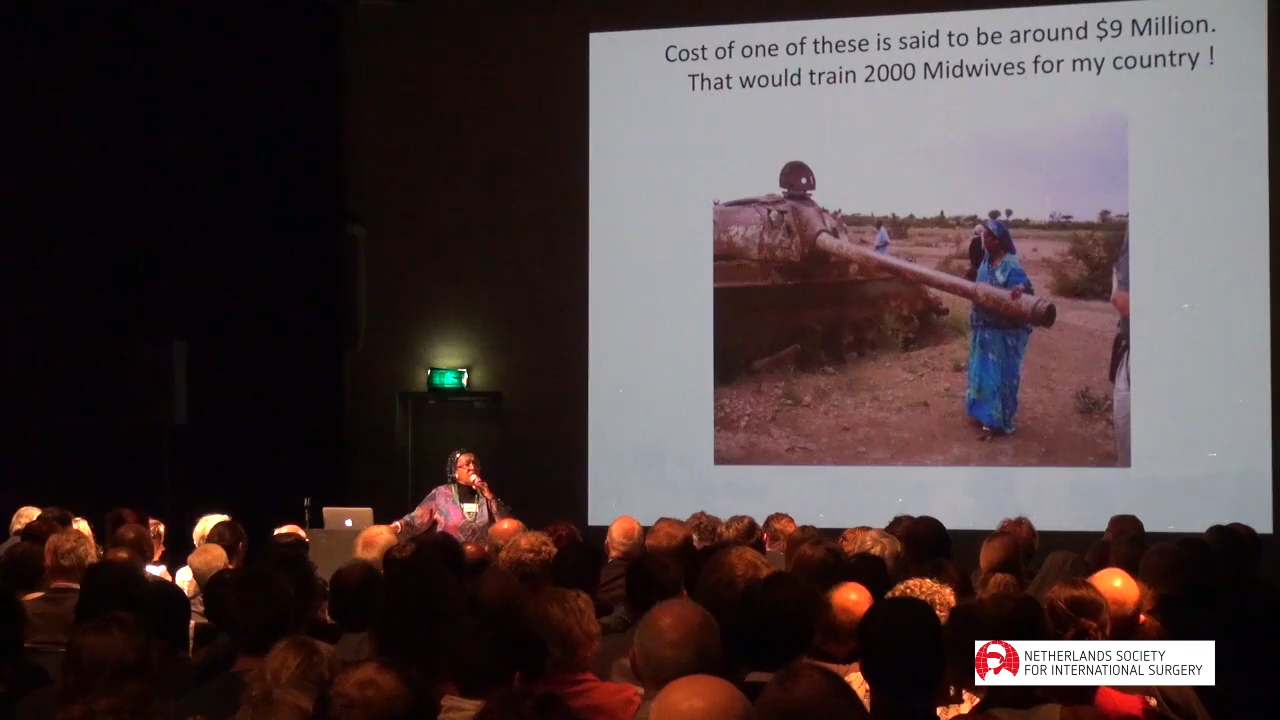 Cost of one of these is said to be around $9 Million.
That would train 2000 Midwives for my country !
NETHERLANDS SOCIETY
FOR INTERNATIONAL SURGERY